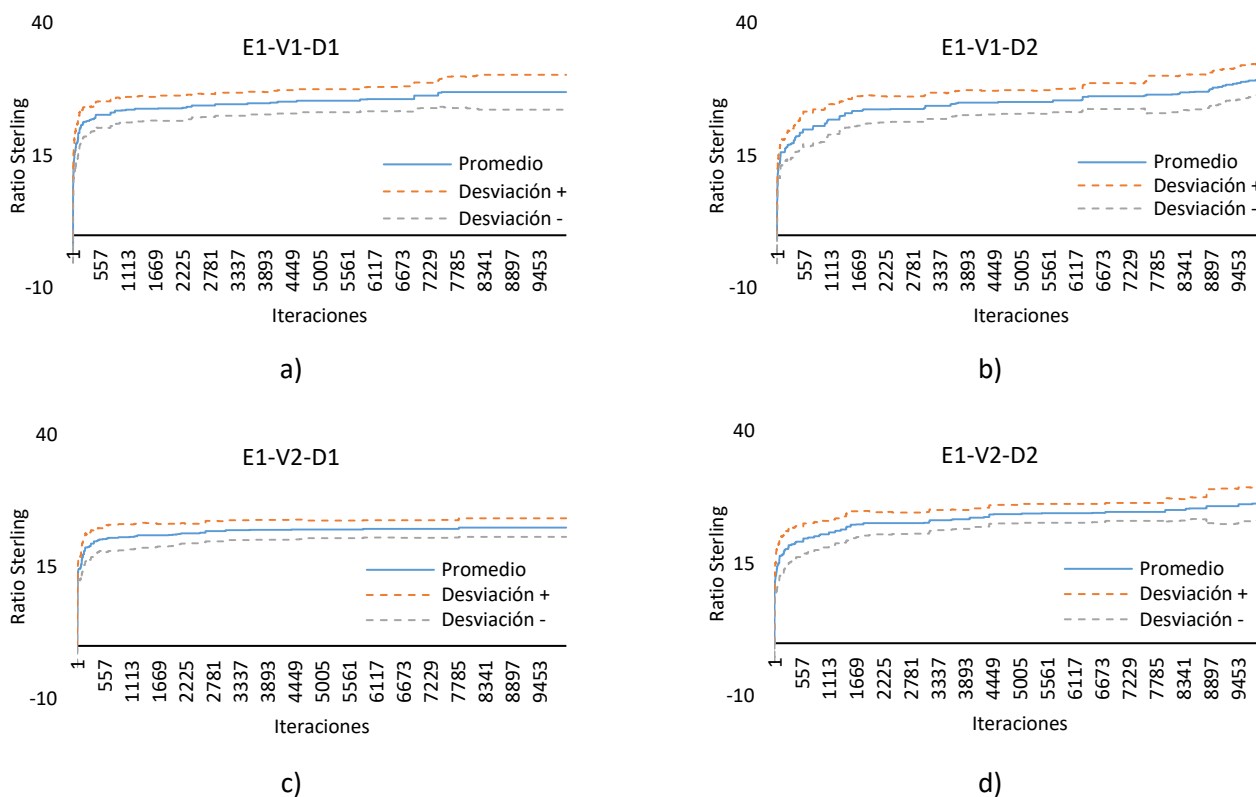 40
E1-V1-D1
Ratio Sterling
15
Promedio
Desviación +
Desviación -
-10
1 557 1113 1669 2225 2781 3337 3893 4449 5005 5561 6117 6673 7229 7785 8341 8897 9453
Iteraciones
a)
40
E1-V1-D2
Ratio Sterling
15
Promedio
Desviación +
Desviación -
-10
1 557 1113 1669 2225 2781 3337 3893 4449 5005 5561 6117 6673 7229 7785 8341 8897 9453
Iteraciones
b)
40
E1-V2-D1
Ratio Sterling
15
Promedio
Desviación +
Desviación -
-10
1 557 1113 1669 2225 2781 3337 3893 4449 5005 5561 6117 6673 7229 7785 8341 8897 9453
Iteraciones
c)
40
E1-V2-D2
Ratio Sterling
15
Promedio
Desviación +
Desviación -
-10
1 557 1113 1669 2225 2781 3337 3893 4449 5005 5561 6117 6673 7229 7785 8341 8897 9453
Iteraciones
d)